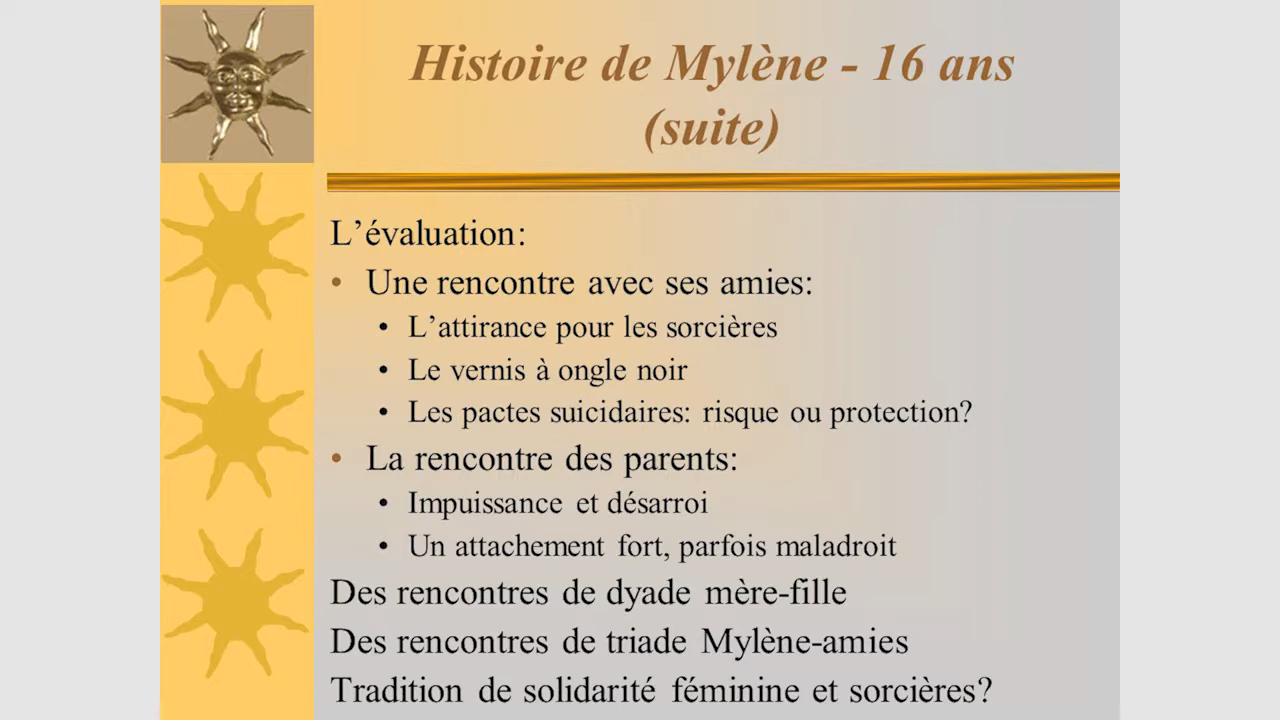 Histoire de Mylène - 16 ans
(suite)
L’évaluation:
• Une rencontre avec ses amies:
• L’attirance pour les sorcières
• Le vernis à ongle noir
• Les pactes suicidaires: risque ou protection?
• La rencontre des parents:
• Impuissance et désarroi
• Un attachement fort, parfois maladroit
Des rencontres de dyade mère-fille
Des rencontres de triade Mylène-amies
Tradition de solidarité féminine et sorcières?